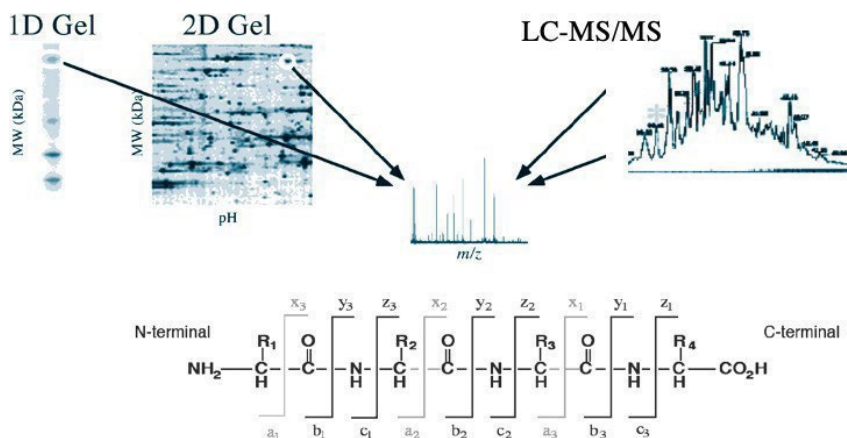 1D Gel 2D Gel LC-MS/MS
MW (kDa) MW (kDa)
pH
m/z
x3 y3 z3 x2 y2 z2 x1 y1 z1
N-terminal C-terminal
R1 O R2 O R3 O R4
NH2 C C N C C N C C N C CO2H
H H H H H H H
a1 b1 c1 a2 b2 c2 a3 b3 c3